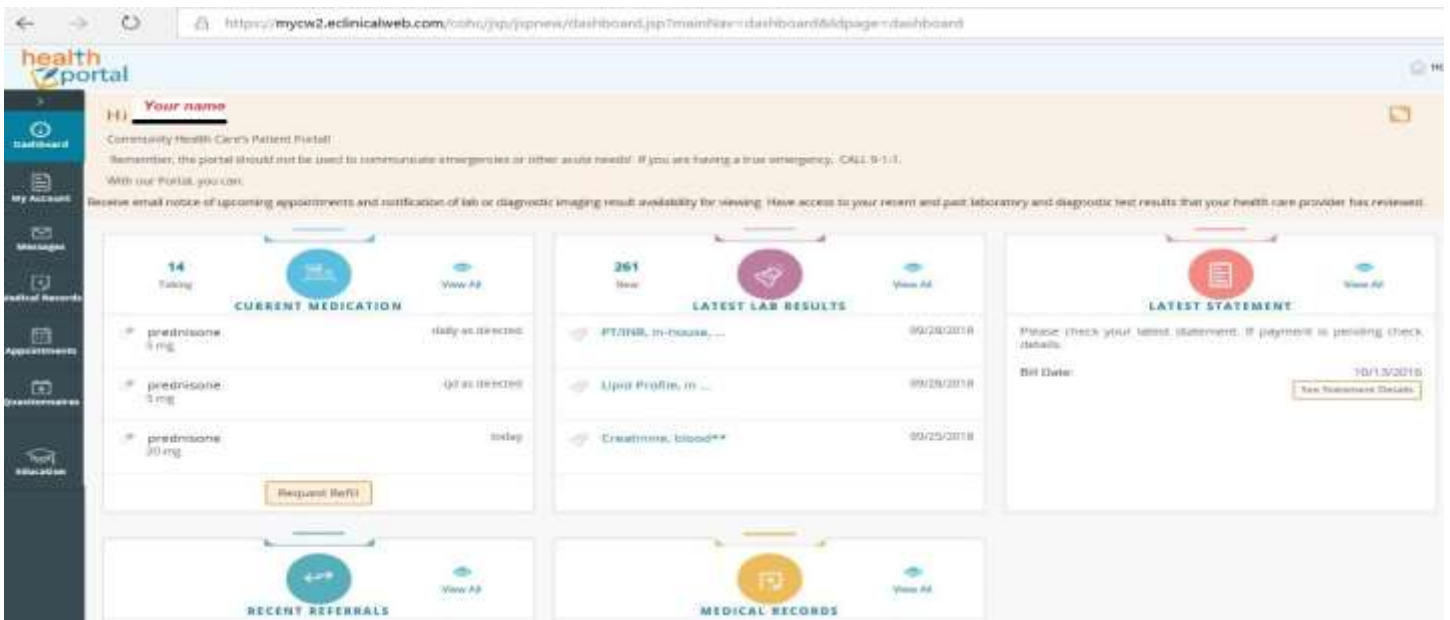 https://mycw2.eclinicalweb.com/cohc/jsp/jspnew/dashboard.jsp?mainNav=dashboard&ldpage=dashboard
health
portal
Hi Your name
Community Health Care's Patient Portal!
Remember, the portal should not be used to communicate emergencies or other acute needs! If you are having a true emergency, CALL 9-1-1.
With our Portal, you can:
Receive email notice of upcoming appointments and notification of lab or diagnostic imaging result availability for viewing. Have access to your recent and past laboratory and diagnostic test results that your health care provider has reviewed.
Dashboard
My Account
Messages
Medical Records
Appointments
Questionnaires
Education
14
Taking
View All
CURRENT MEDICATION
prednisone
5 mg
daily as directed
prednisone
5 mg
qd as directed
prednisone
20 mg
today
Request Refill
261
New
View All
LATEST LAB RESULTS
PT/INR, in-house, ...
09/28/2018
Lipid Profile, in ...
09/28/2018
Creatinine, blood**
09/25/2018
View All
LATEST STATEMENT
Please check your latest statement. If payment is pending check
details.
Bill Date:
10/13/2016
See Statement Details
View All
RECENT REFERRALS
View All
MEDICAL RECORDS